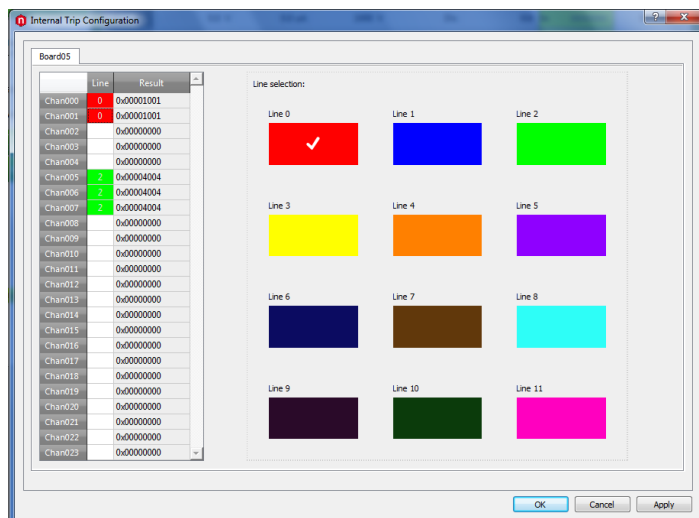 Internal Trip Configuration
Board05
Line Result
Chan000 0 0x00001001
Chan001 0 0x00001001
Chan002 0x00000000
Chan003 0x00000000
Chan004 0x00000000
Chan005 2 0x00004004
Chan006 2 0x00004004
Chan007 2 0x00004004
Chan008 0x00000000
Chan009 0x00000000
Chan010 0x00000000
Chan011 0x00000000
Chan012 0x00000000
Chan013 0x00000000
Chan014 0x00000000
Chan015 0x00000000
Chan016 0x00000000
Chan017 0x00000000
Chan018 0x00000000
Chan019 0x00000000
Chan020 0x00000000
Chan021 0x00000000
Chan022 0x00000000
Chan023 0x00000000
Line selection:
Line 0 Line 1 Line 2
Line 3 Line 4 Line 5
Line 6 Line 7 Line 8
Line 9 Line 10 Line 11
OK Cancel Apply